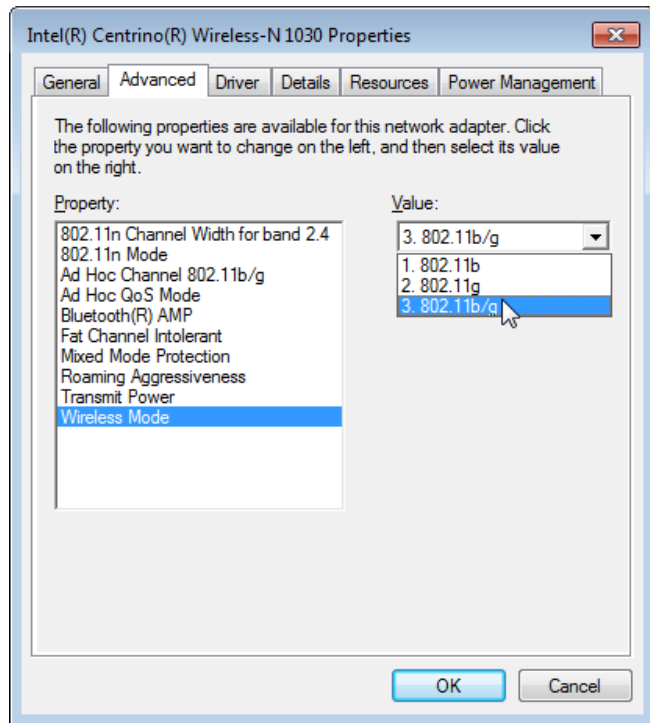 Intel(R) Centrino(R) Wireless-N 1030 Properties
General Advanced Driver Details Resources Power Management
The following properties are available for this network adapter. Click
the property you want to change on the left, and then select its value
on the right.
Property: Value:
802.11n Channel Width for band 2.4
802.11n Mode
Ad Hoc Channel 802.11b/g
Ad Hoc QoS Mode
Bluetooth(R) AMP
Fat Channel Intolerant
Mixed Mode Protection
Roaming Aggressiveness
Transmit Power
Wireless Mode
3. 802.11b/g
1. 802.11b
2. 802.11g
3. 802.11b/g
OK Cancel